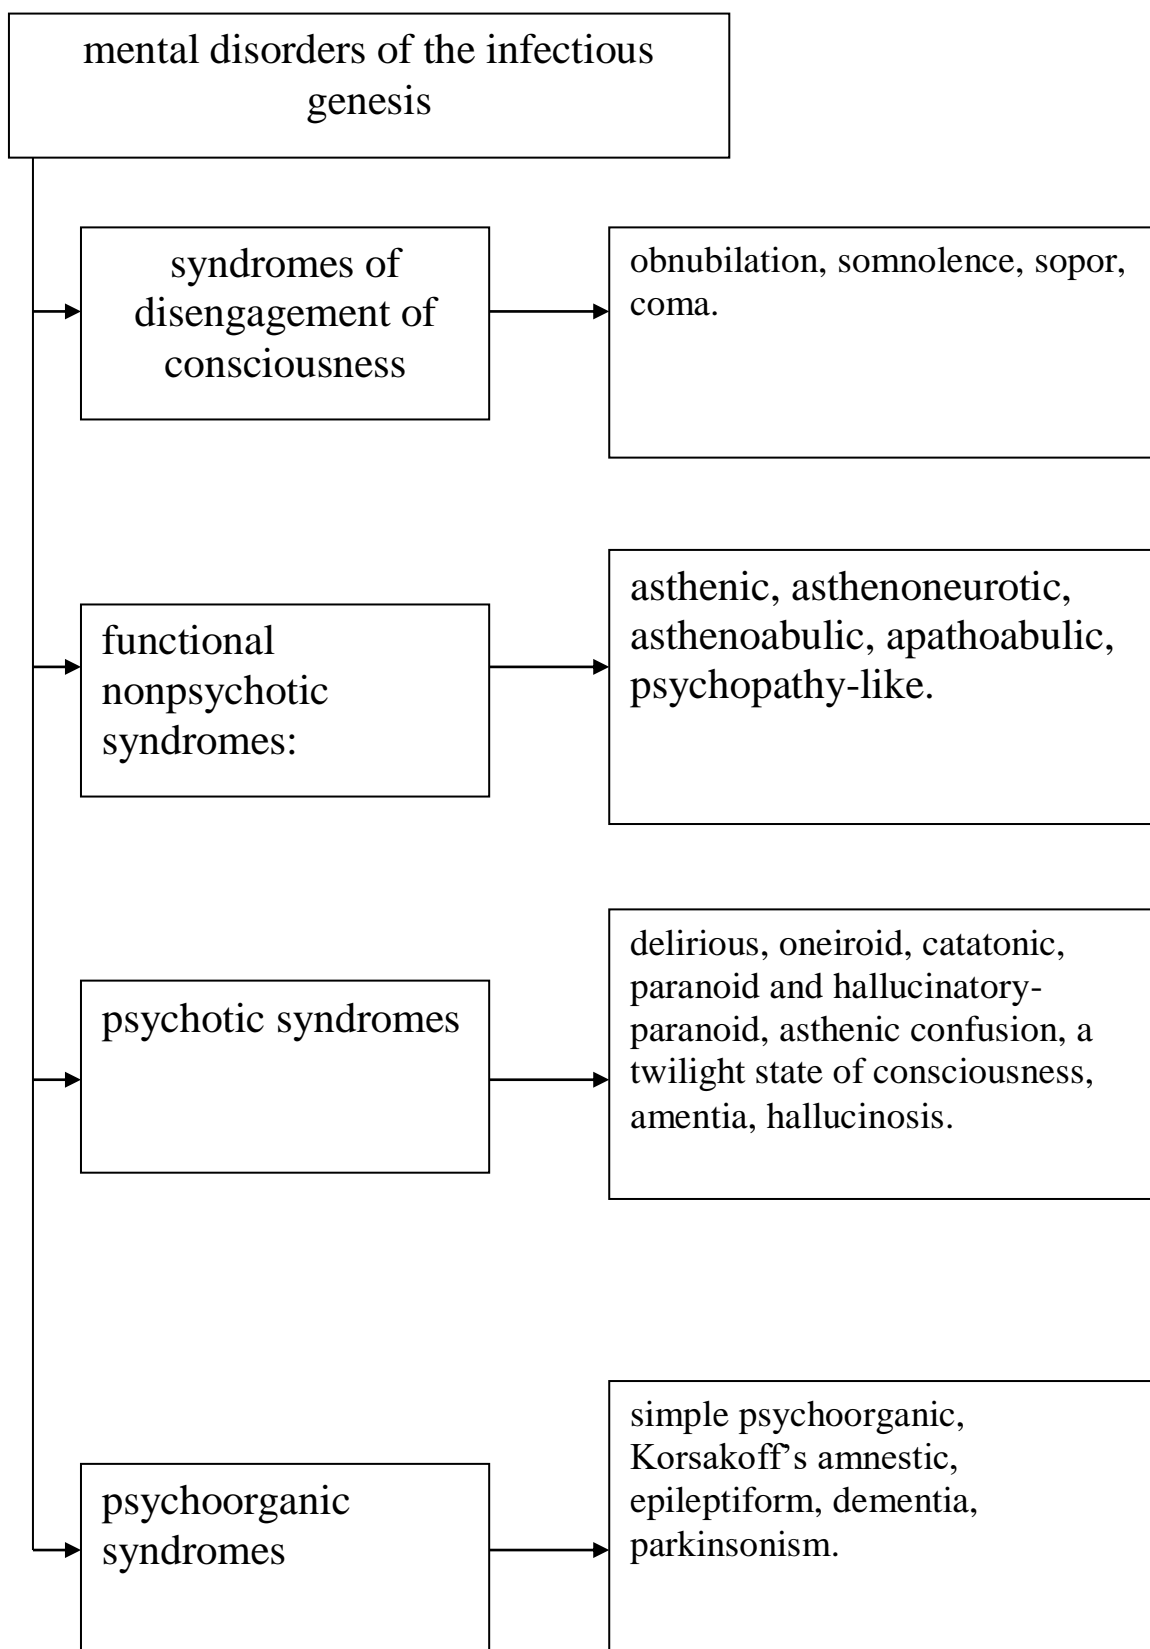 mental disorders of the infectious
genesis
syndromes of
disengagement of
consciousness
obnubilation, somnolence, sopor,
coma.
functional
nonpsychotic
syndromes:
asthenic, asthenoneurotic,
asthenoabulic, apathoabulic,
psychopathy-like.
psychotic syndromes
delirious, oneiroid, catatonic,
paranoid and hallucinatory-
paranoid, asthenic confusion, a
twilight state of consciousness,
amentia, hallucinosis.
psychoorganic
syndromes
simple psychoorganic,
Korsakoff’s amnestic,
epileptiform, dementia,
parkinsonism.